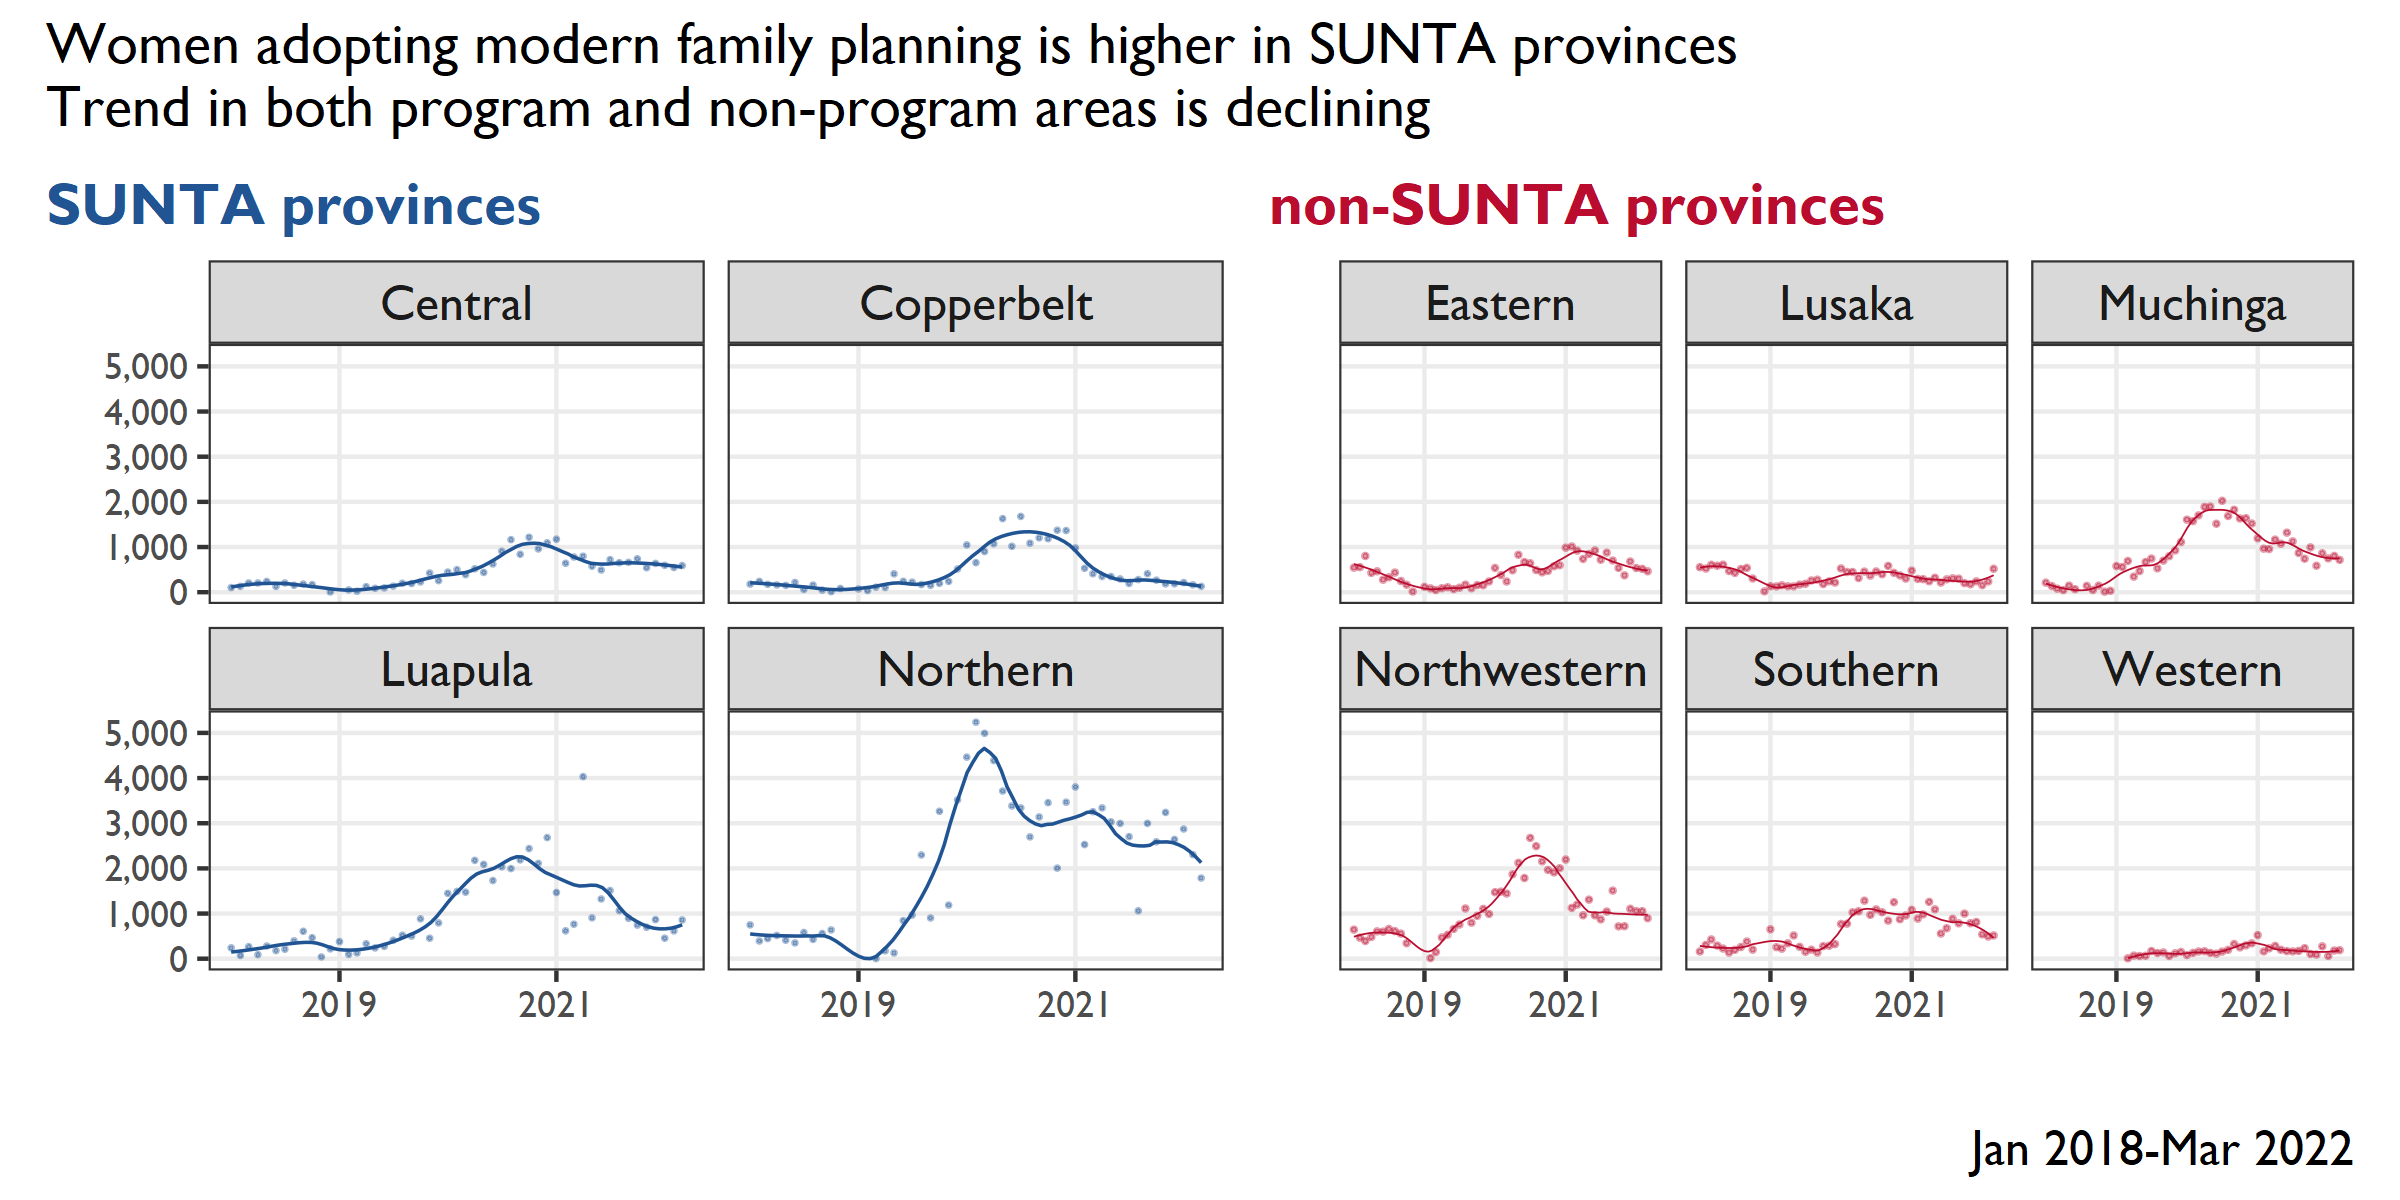 Women adopting modern family planning is higher in SUNTA provinces
Trend in both program and non-program areas is declining
SUNTA provinces
Central
Copperbelt
5,000
4,000
3,000
2,000
1,000
0
Luapula
Northern
5,000
4,000
3,000
2,000
1,000
0
2019
2021
2019
2021
non-SUNTA provinces
Eastern
Lusaka
Muchinga
Northwestern
Southern
Western
2019
2021
2019
2021
2019
2021
Jan 2018-Mar 2022